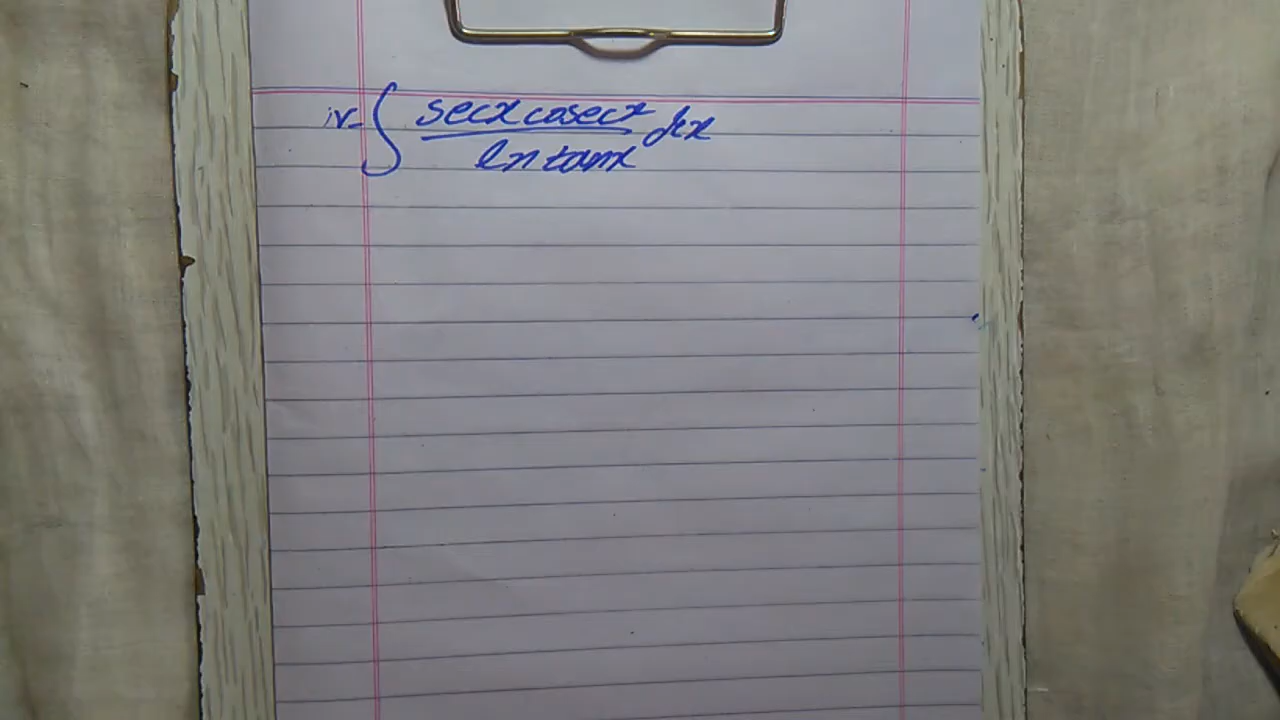 iv- ∫ secx cosecx / ln tanx dx